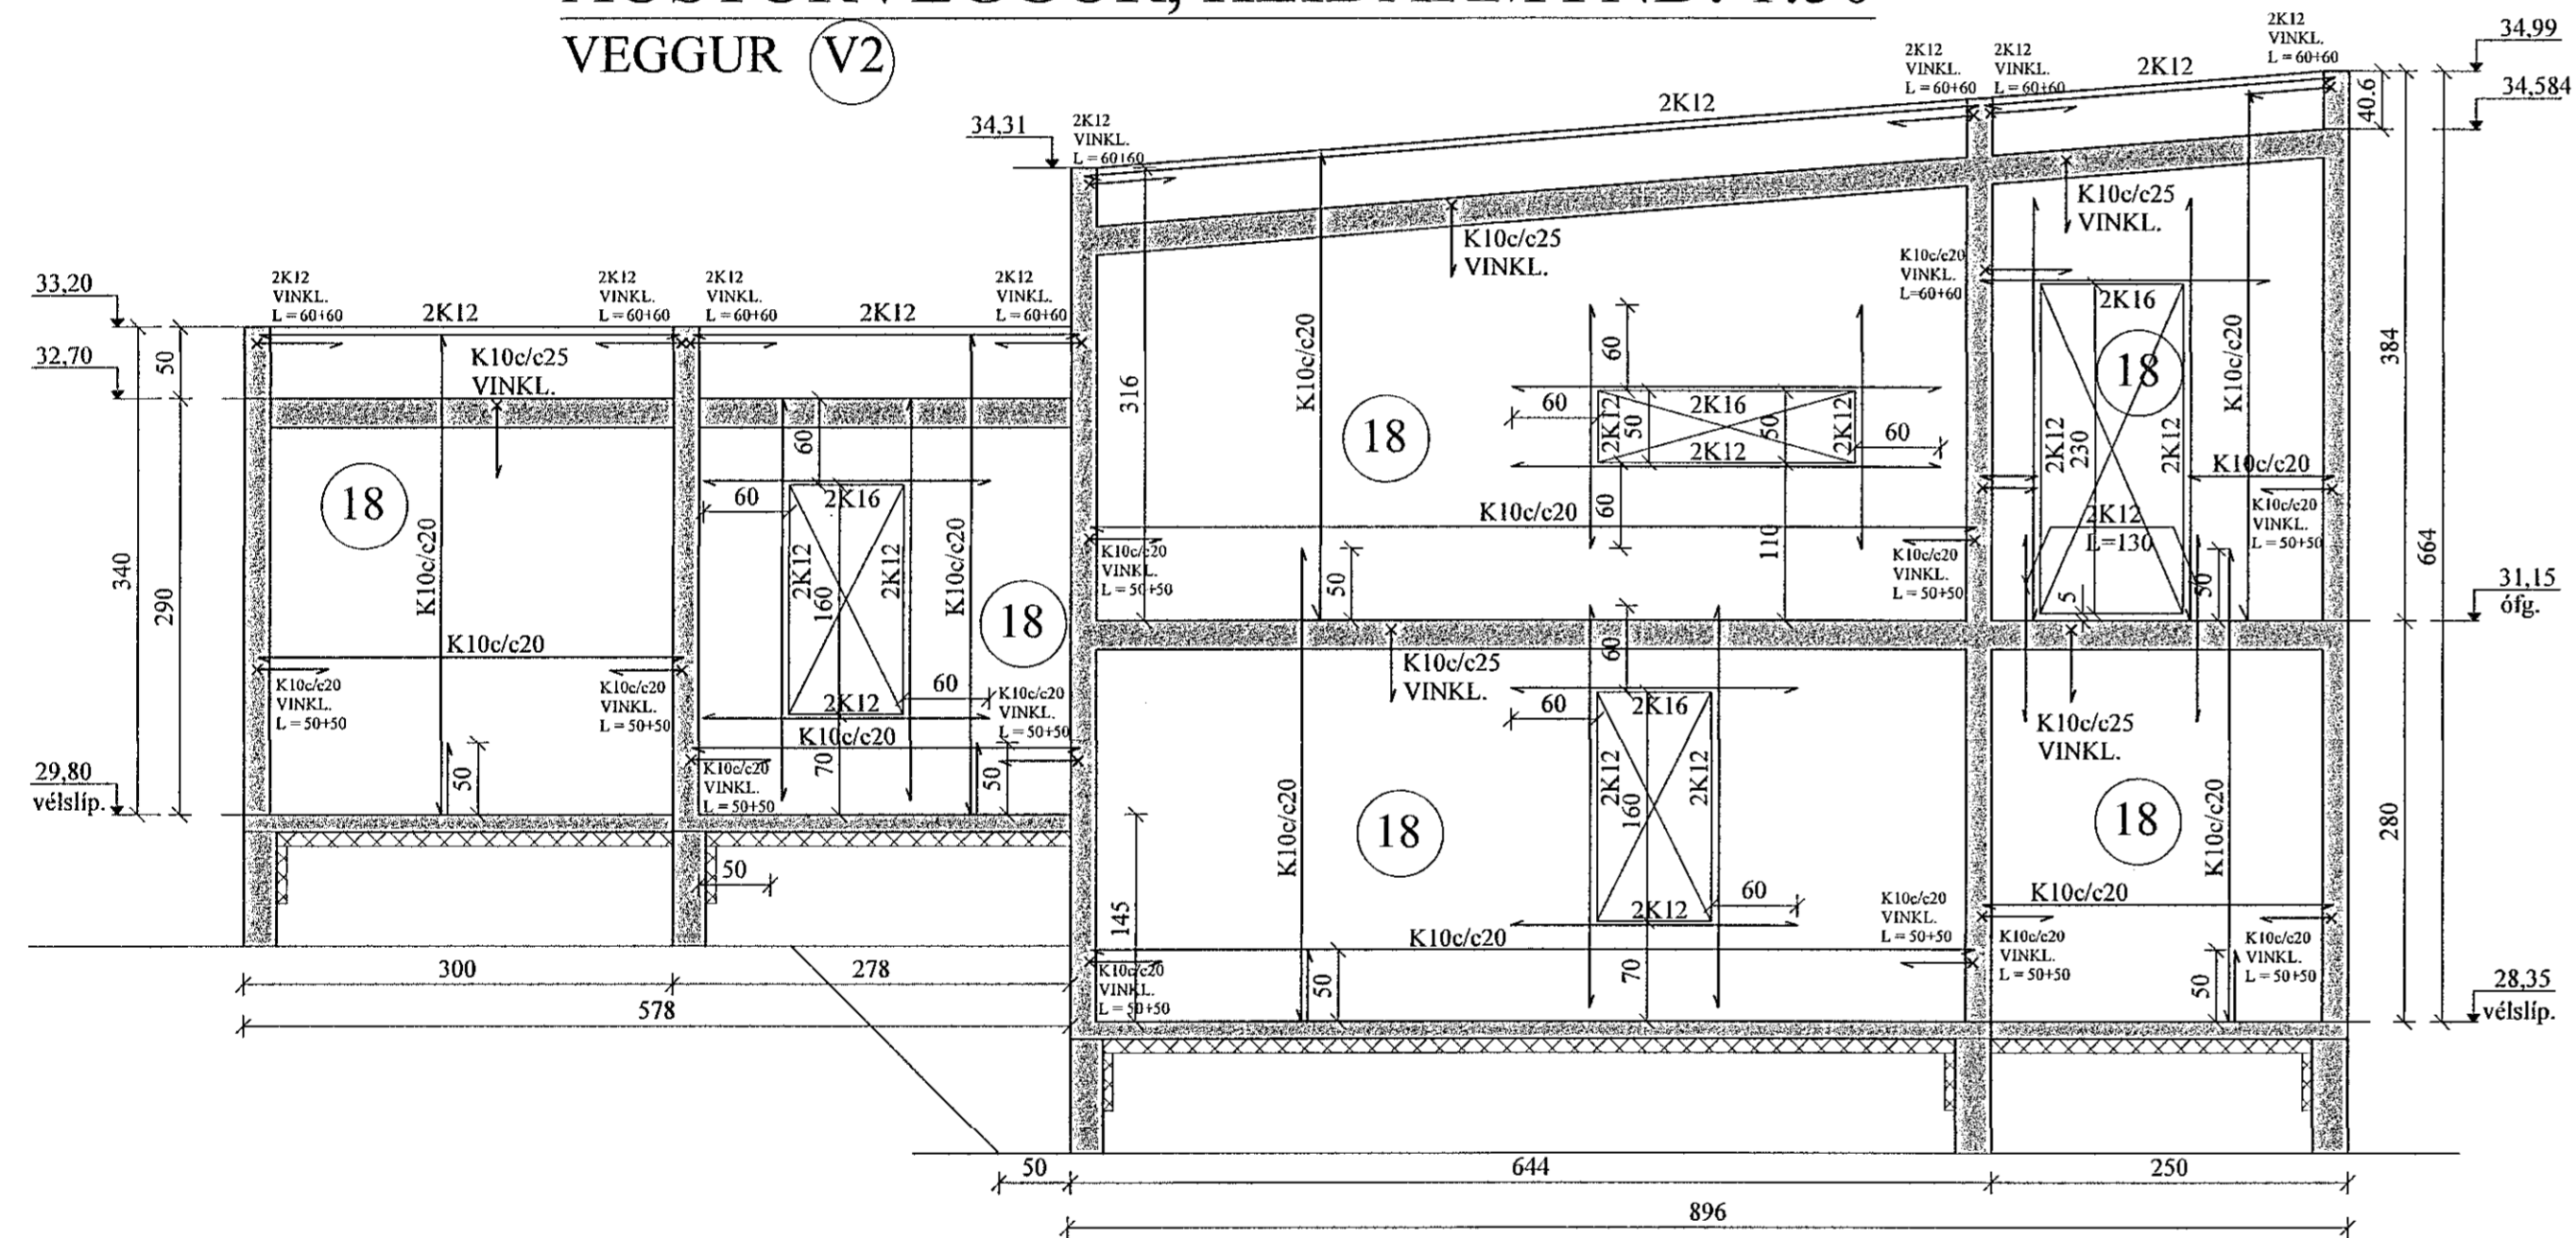 VEGGUR V2
2K12
VINKL.
L = 60+60
34,99
34,584
40.6
2K12
VINKL.
L = 60+60
2K12
VINKL.
L = 60+60
2K12
2K12
34,31
2K12
VINKL.
L = 60+60
K10c/c25
VINKL.
K10c/c25
VINKL.
33,20
32,70
2K12
VINKL.
L = 60+60
2K12
2K12
VINKL.
L = 60+60
2K12
VINKL.
L = 60+60
2K12
2K12
VINKL.
L = 60+60
50
K10c/c25
VINKL.
340
290
18
K10c/c20
K10c/c20
K10c/c20
VINKL.
L = 50+50
K10c/c20
VINKL.
L = 50+50
50
29,80
vélslíp.
60
60
2K16
2K12
160
2K12
2K12
60
K10c/c20
18
K10c/c20
VINKL.
L = 50+50
K10c/c20
70
50
K10c/c20
VINKL.
L = 50+50
50
300
278
578
316
K10c/c20
18
60
60
2K12
50
2K16
50
2K12
2K12
60
60
110
K10c/c20
K10c/c20
VINKL.
L = 50+50
50
K10c/c20
VINKL.
L = 50+50
K10c/c20
VINKL.
L=60+60
2K16
18
K10c/c20
2K12
230
2K12
K10c/c20
K10c/c20
VINKL.
L = 50+50
2K12
L=130
5
50
384
664
31,15
ófg.
K10c/c25
VINKL.
60
60
2K16
2K12
160
2K12
2K12
60
18
K10c/c20
145
K10c/c20
K10c/c20
VINKL.
L = 50+50
50
70
K10c/c20
VINKL.
L = 50+50
K10c/c25
VINKL.
18
K10c/c20
K10c/c20
K10c/c20
VINKL.
L = 50+50
K10c/c20
VINKL.
L = 50+50
50
280
28,35
vélslíp.
50
644
250
896